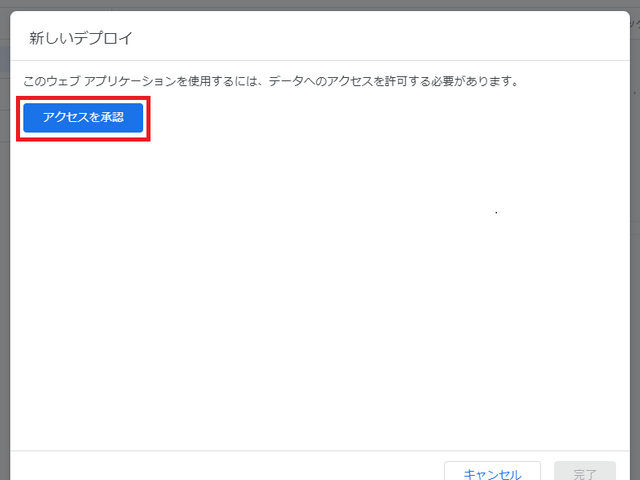 新しいデプロイ
このウェブ アプリケーションを使用するには、データへのアクセスを許可する必要があります。
アクセスを承認
キャンセル
完了